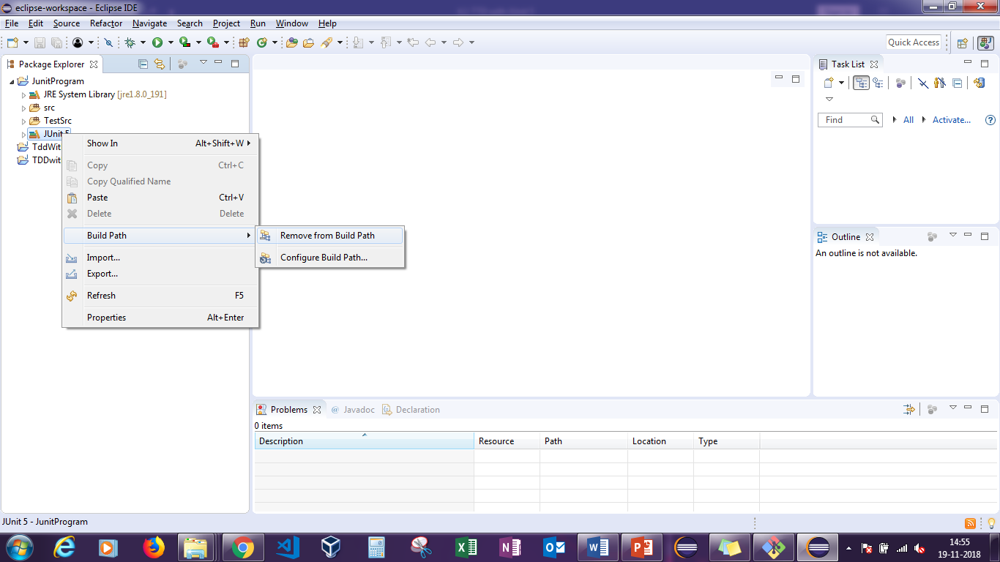 eclipse-workspace - Eclipse IDE
File Edit Source Refactor Navigate Search Project Run Window Help
Quick Access
Package Explorer
JunitProgram
JRE System Library [jre1.8.0_191]
src
TestSrc
JUnit 5
TddWit
TDDwit
Show In Alt+Shift+W
Copy Ctrl+C
Copy Qualified Name
Paste Ctrl+V
Delete Delete
Build Path
Import...
Export...
Refresh F5
Properties Alt+Enter
Remove from Build Path
Configure Build Path...
Task List
Find All Activate...
Outline
An outline is not available.
Problems @ Javadoc Declaration
0 items
Description Resource Path Location Type
JUnit 5 - JunitProgram
14:55
19-11-2018